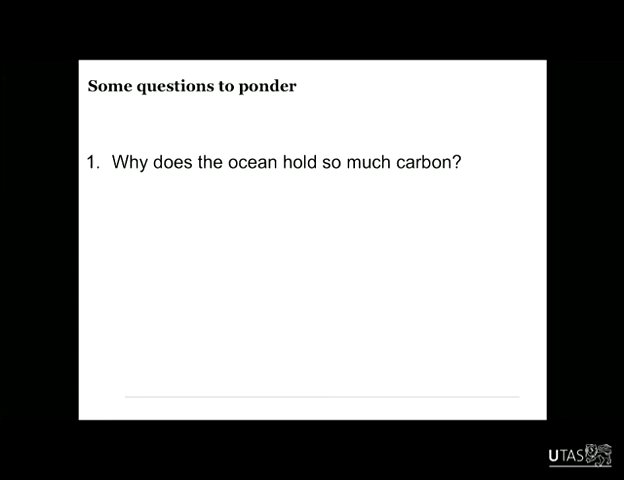 Some questions to ponder
1. Why does the ocean hold so much carbon?
UTAS